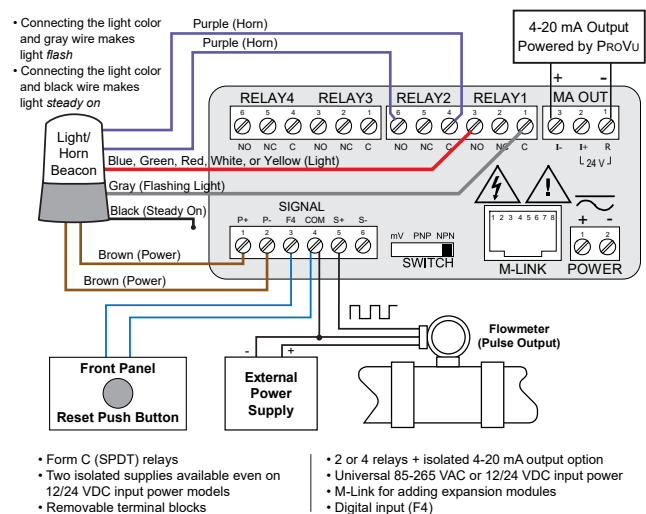 • Connecting the light color
and gray wire makes
light flash
• Connecting the light color
and black wire makes
light steady on
Purple (Horn)
Purple (Horn)
4-20 mA Output
Powered by PROVU
+ -
RELAY4 RELAY3 RELAY2 RELAY1 MA OUT
6 5 4 3 2 1 6 5 4 3 2 1 3 2 1
NO NC C NO NC C NO NC C NO NC C I- I+ R
24 V
Light/
Horn
Beacon
Blue, Green, Red, White, or Yellow (Light)
Gray (Flashing Light)
Black (Steady On)
SIGNAL
P+ P- F4 COM S+ S-
1 2 3 4 5 6
mV PNP NPN
SWITCH
1 2 3 4 5 6 7 8
M-LINK
+ -
1 2
POWER
Brown (Power)
Brown (Power)
Front Panel
Reset Push Button
- +
External
Power
Supply
Flowmeter
(Pulse Output)
• Form C (SPDT) relays
• Two isolated supplies available even on
12/24 VDC input power models
• Removable terminal blocks
• 2 or 4 relays + isolated 4-20 mA output option
• Universal 85-265 VAC or 12/24 VDC input power
• M-Link for adding expansion modules
• Digital input (F4)